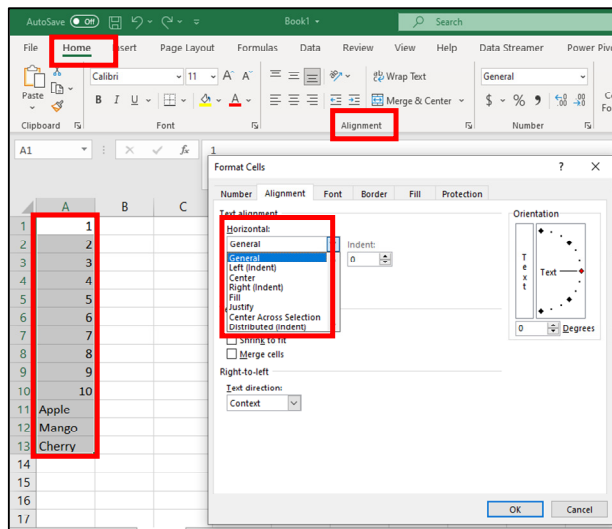 AutoSave Off Book1 Search
File Home Insert Page Layout Formulas Data Review View Help Data Streamer
Paste Calibri 11 A A Wrap Text General
B I U A Merge & Center $ % 9
Clipboard Font Alignment Number
A1 fx 1
Format Cells ? X
Number Alignment Font Border Fill Protection
Text alignment
Horizontal:
General
Indent:
0
General
Left (Indent)
Center
Right (Indent)
Fill
Justify
Center Across Selection
Distributed (Indent)
Shrink to fit
Merge cells
Right-to-left
Text direction:
Context
Orientation
Text
Text
0 Degrees
OK Cancel
A B C
1 1
2 2
3 3
4 4
5 5
6 6
7 7
8 8
9 9
10 10
11 Apple
12 Mango
13 Cherry
14
15
16
17